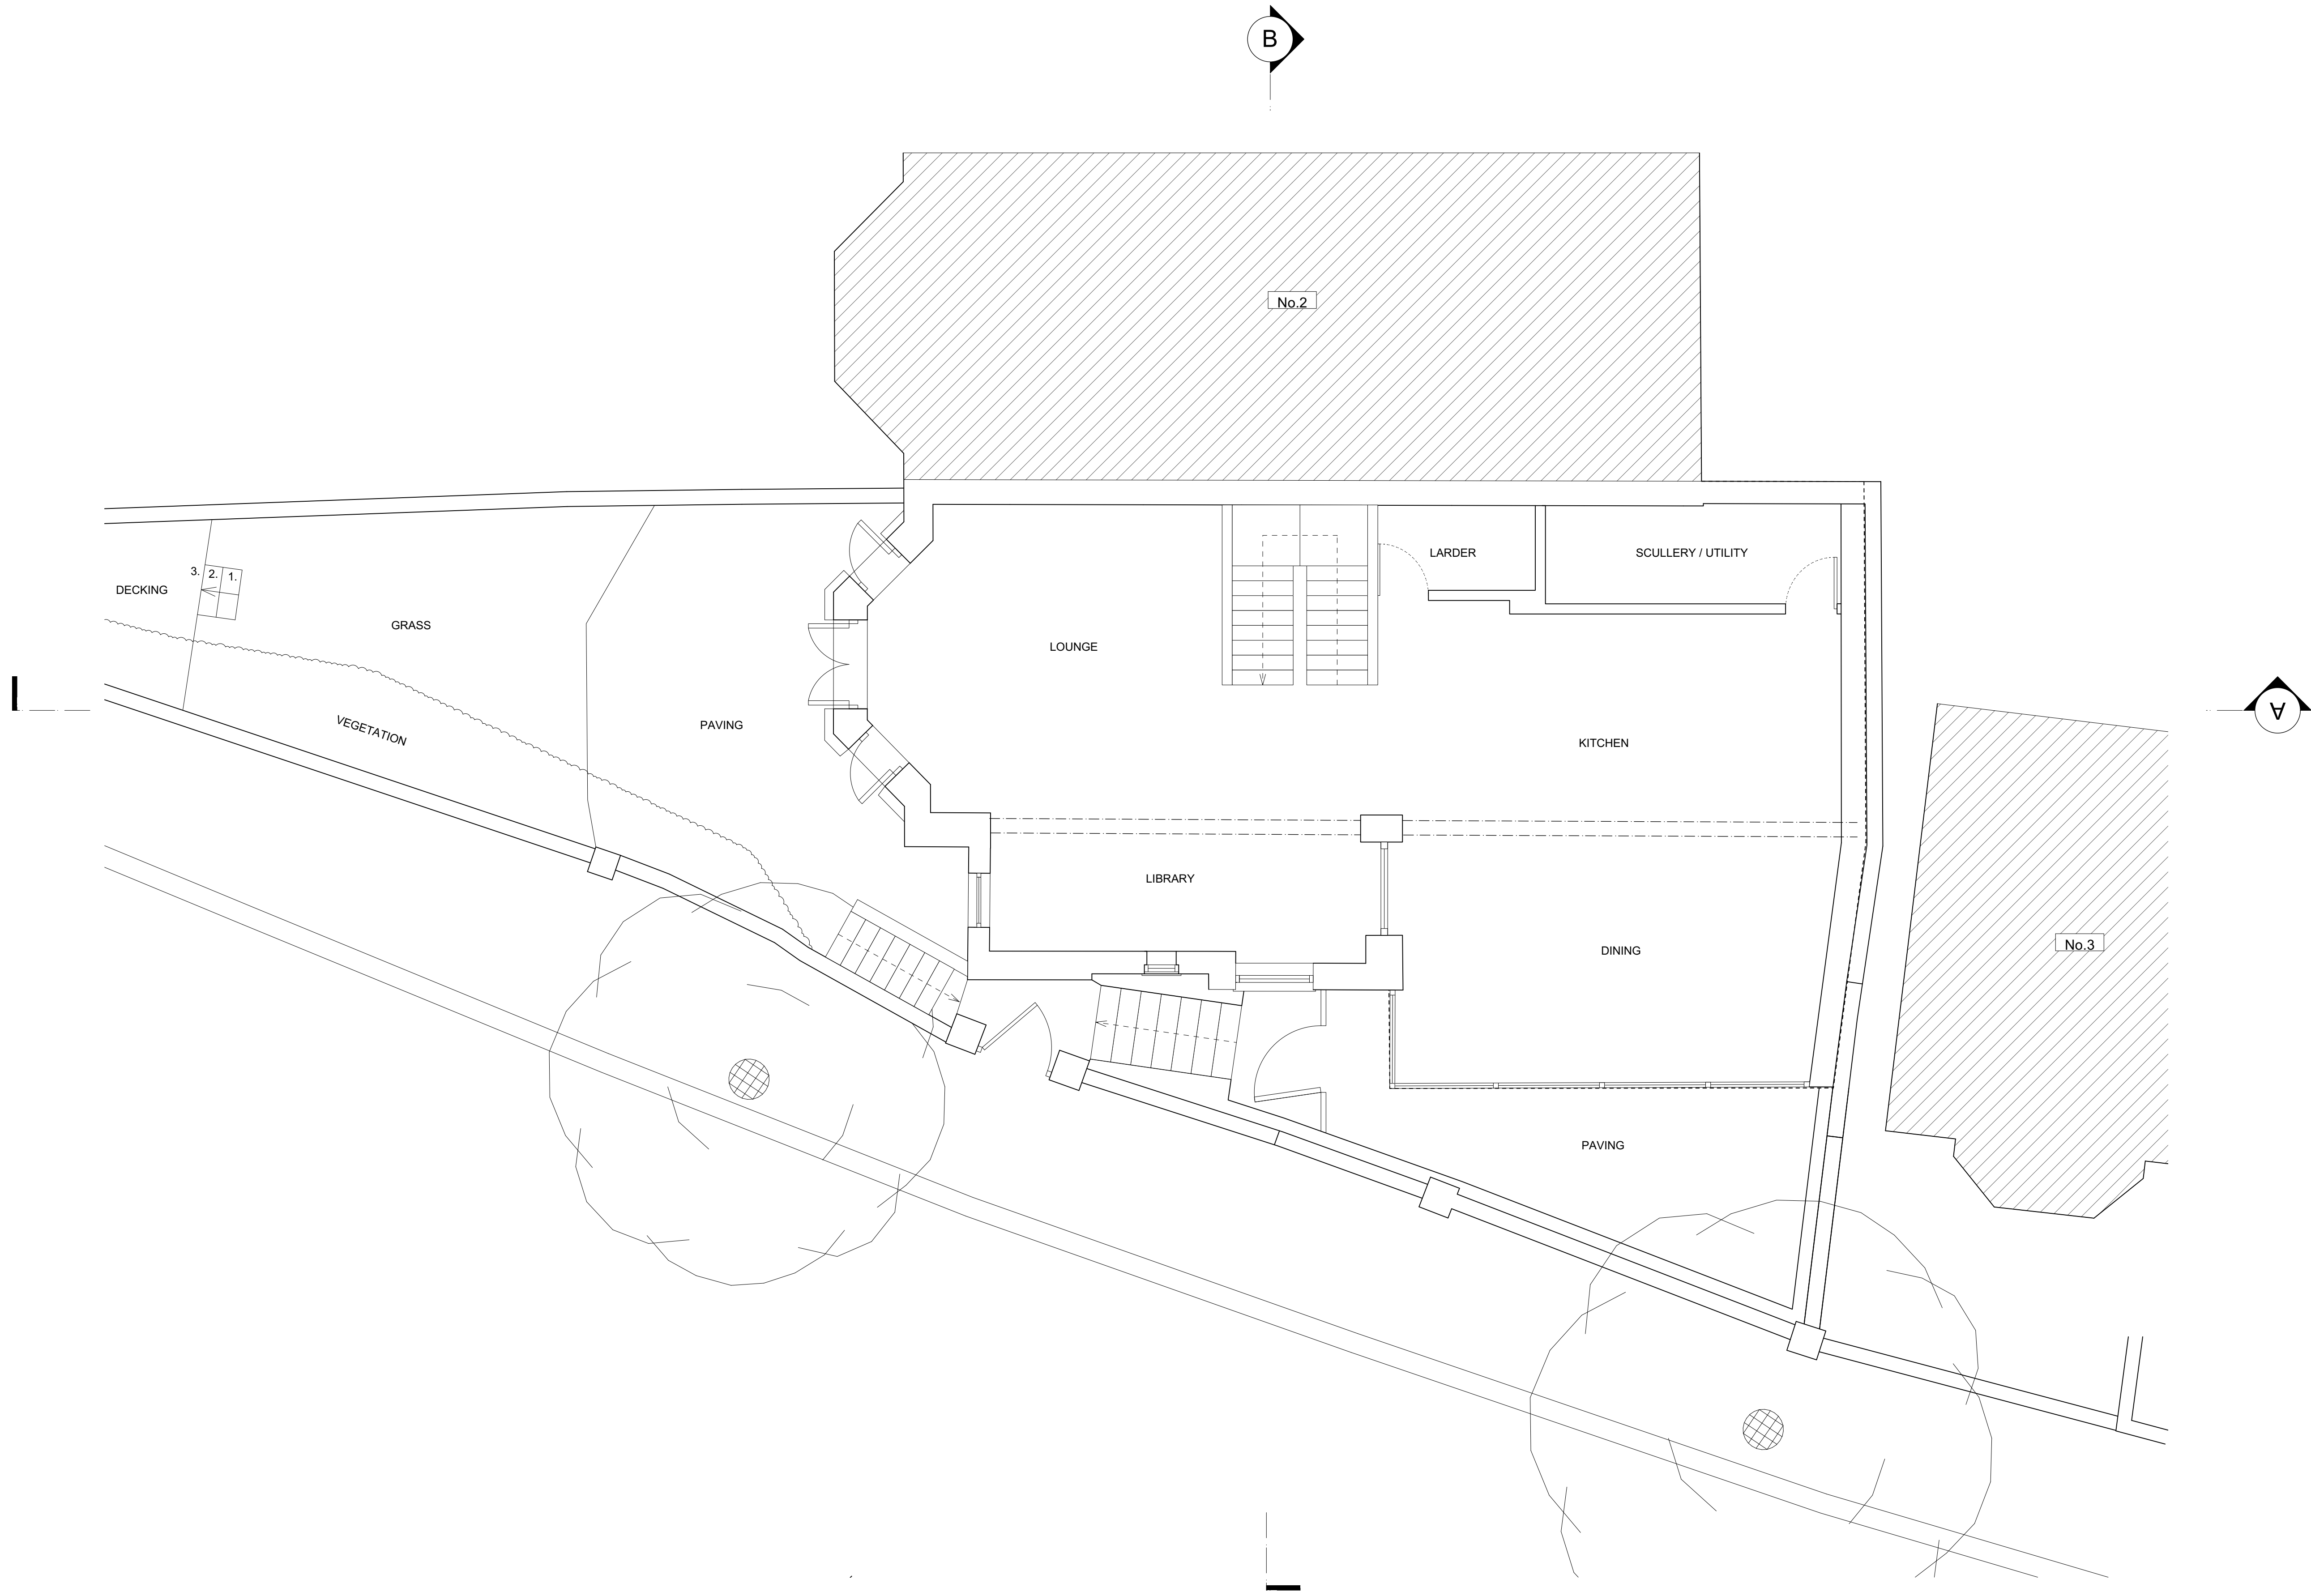 B
No.2
LARDER
SCULLERY / UTILITY
3. 2. 1.
DECKING
GRASS
LOUNGE
VEGETATION
PAVING
A
KITCHEN
LIBRARY
No.3
DINING
PAVING